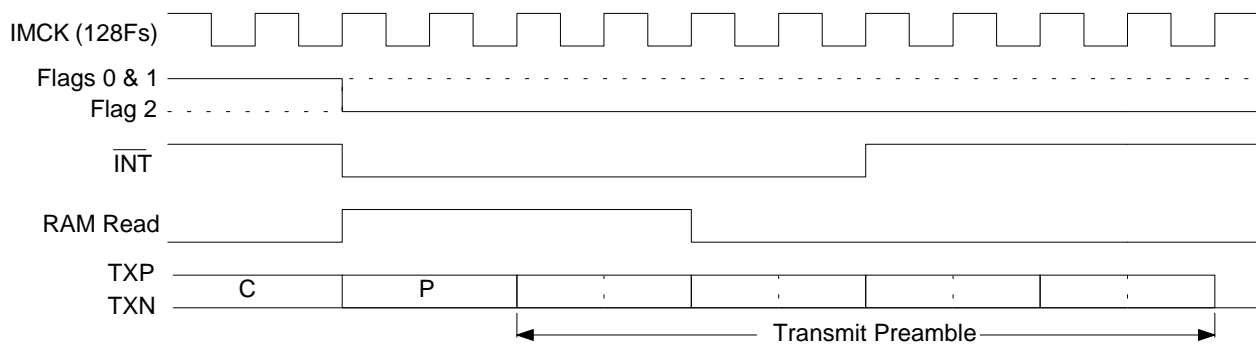 IMCK (128Fs)
Flags 0 & 1
Flag 2
INT
RAM Read
TXP
C P
TXN
Transmit Preamble